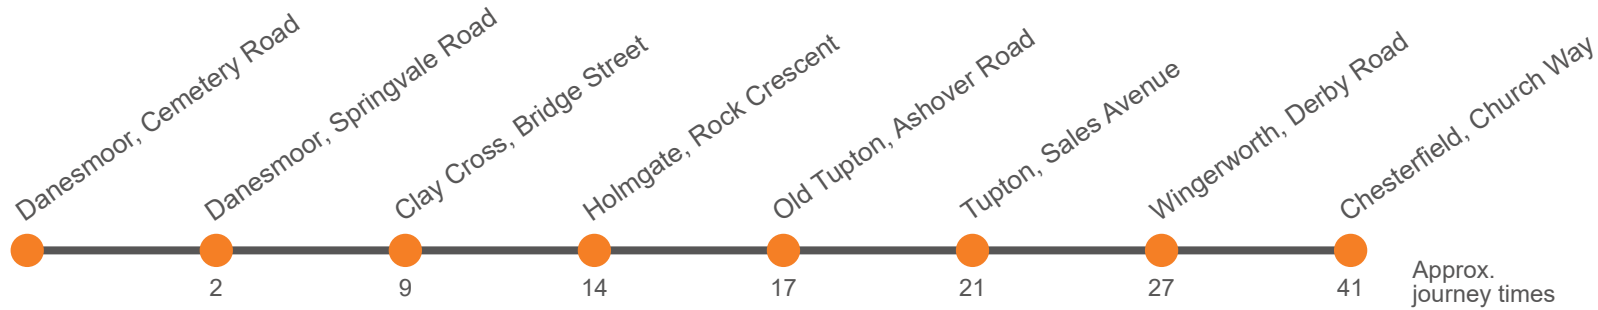 Danesmoor, Cemetery Road
Danesmoor, Springvale Road
Clay Cross, Bridge Street
Holmgate, Rock Crescent
Old Tupton, Ashover Road
Tupton, Sales Avenue
Wingerworth, Derby Road
Chesterfield, Church Way
2
9
14
17
21
27
41
Approx.
journey times